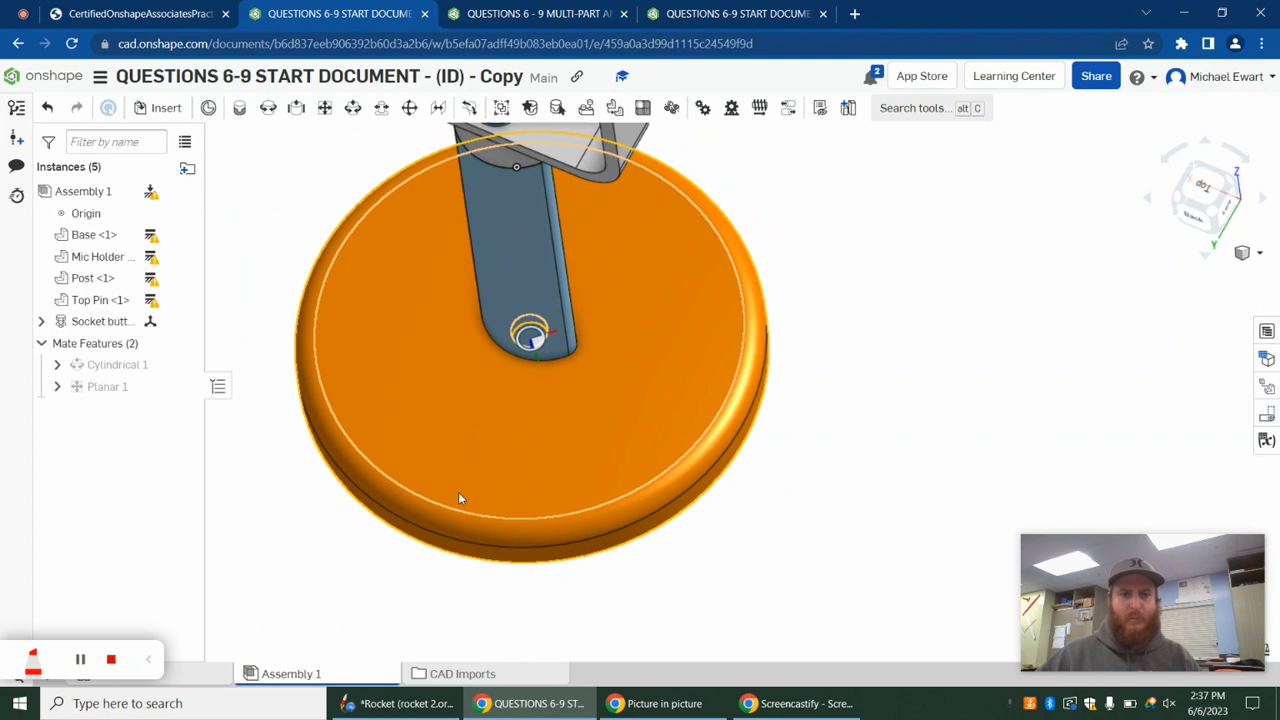 CertifiedOnshapeAssociatesPract
QUESTIONS 6-9 START DOCUME
QUESTIONS 6 - 9 MULTI-PART AN
QUESTIONS 6-9 START DOCUME
cad.onshape.com/documents/b6d837eeb906392b60d3a2b6/w/b5efa07adff49b083eb0ea01/e/459a0a3d99d1115c24549f9d
onshape
QUESTIONS 6-9 START DOCUMENT - (ID) - Copy Main
2
App Store
Learning Center
Share
Michael Ewart
Insert
Search tools... alt C
Filter by name
Instances (5)
Assembly 1
Origin
Base <1>
Mic Holder ...
Post <1>
Top Pin <1>
Socket butt...
Mate Features (2)
Cylindrical 1
Planar 1
Z
Top
Back
Y
Assembly 1
CAD Imports
Type here to search
*Rocket (rocket 2.or...
QUESTIONS 6-9 ST...
Picture in picture
Screencastify - Scre...
2:37 PM
6/6/2023